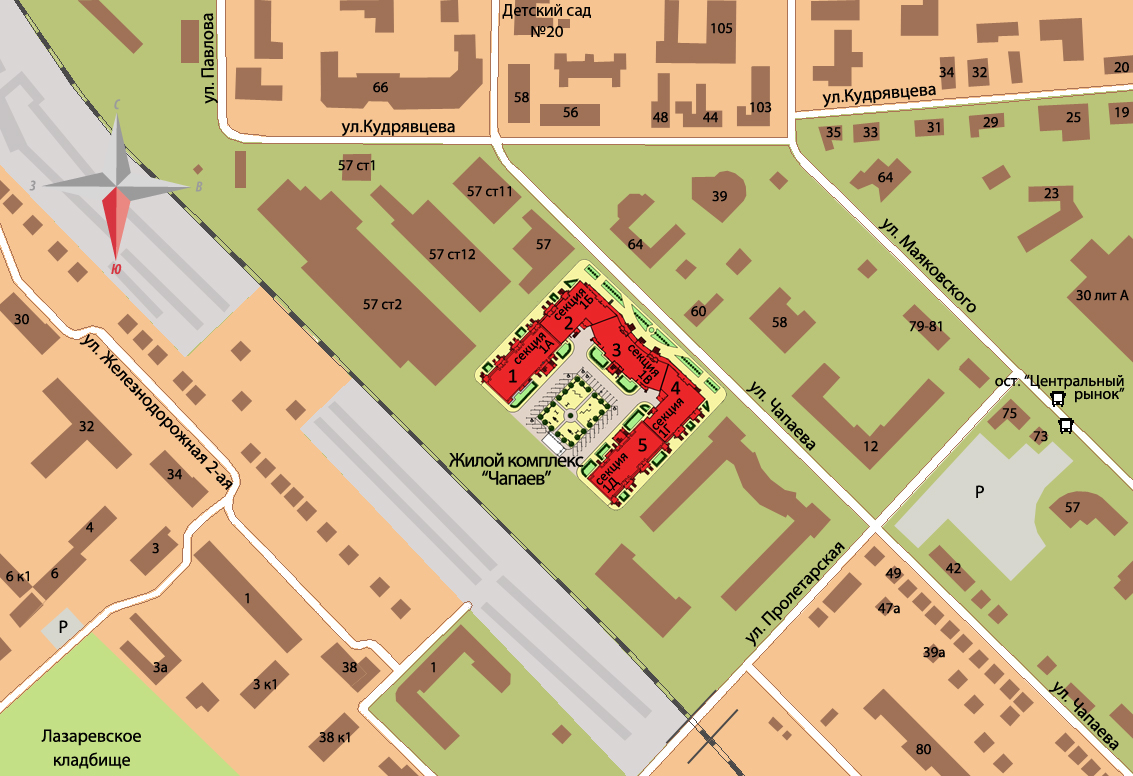 Детский сад
№20
105
ул. Павлова
66
58
56
48
44
103
34
32
20
ул.Кудрявцева
ул.Кудрявцева
35
33
31
29
25
19
С
З
В
Ю
57 ст1
57 ст11
39
64
23
64
57
57 ст12
ул. Маяковского
30 лит А
57 ст2
60
58
79-81
30
секция
1Б
2
секция
1А
1
3
секция
1В
4
секция
1Г
5
секция
1Д
ул. Железнодорожная 2-ая
ост. "Центральный
рынок"
75
73
ул. Чапаева
12
32
34
Жилой комплекс
"Чапаев"
P
57
4
3
6 к1
6
1
ул. Пролетарская
49
42
47а
P
39а
3а
3 к1
38
1
ул. Чапаева
38 к1
80
Лазаревское
кладбище